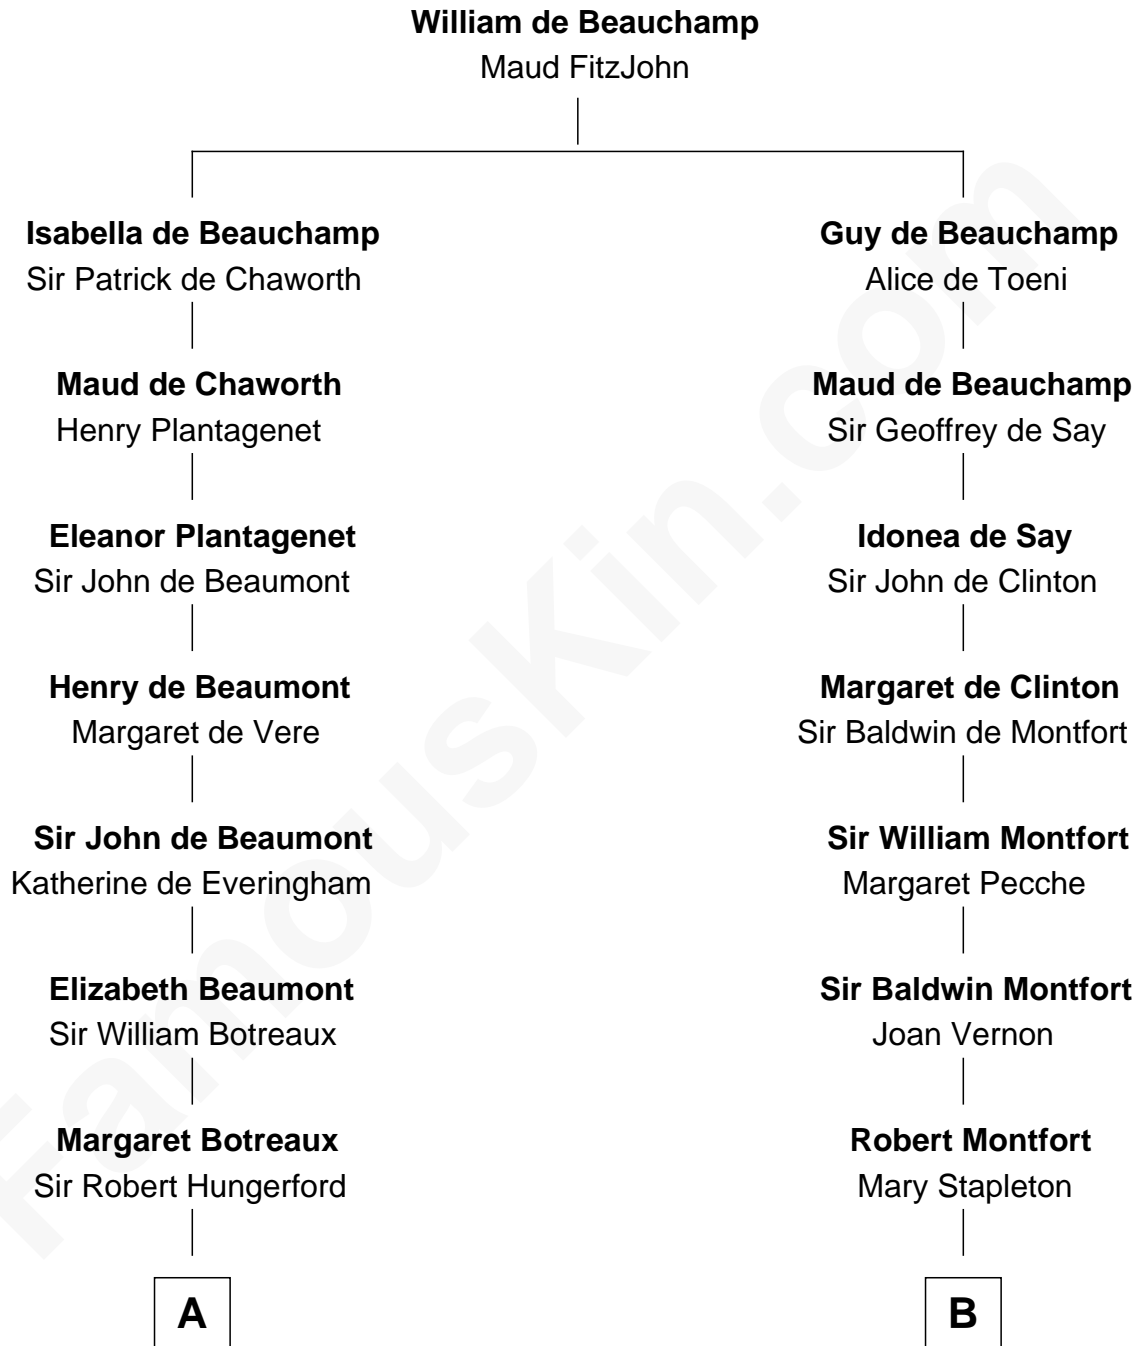 William de Beauchamp
Maud FitzJohn
Isabella de Beauchamp
Sir Patrick de Chaworth
Guy de Beauchamp
Alice de Toeni
Maud de Chaworth
Henry Plantagenet
Maud de Beauchamp
Sir Geoffrey de Say
Eleanor Plantagenet
Sir John de Beaumont
Idonea de Say
Sir John de Clinton
Henry de Beaumont
Margaret de Vere
Margaret de Clinton
Sir Baldwin de Montfort
Sir John de Beaumont
Katherine de Everingham
Sir William Montfort
Margaret Pecche
Elizabeth Beaumont
Sir William Botreaux
Sir Baldwin Montfort
Joan Vernon
Margaret Botreaux
Sir Robert Hungerford
Robert Montfort
Mary Stapleton
A
B
FamousKin.com